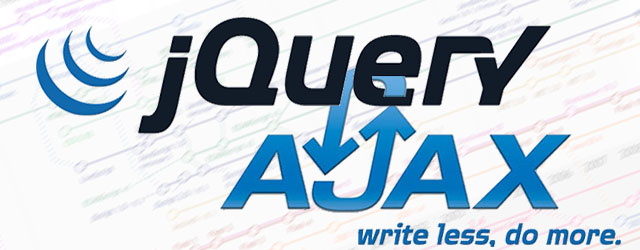 jQuery
AJAX
write less, do more.